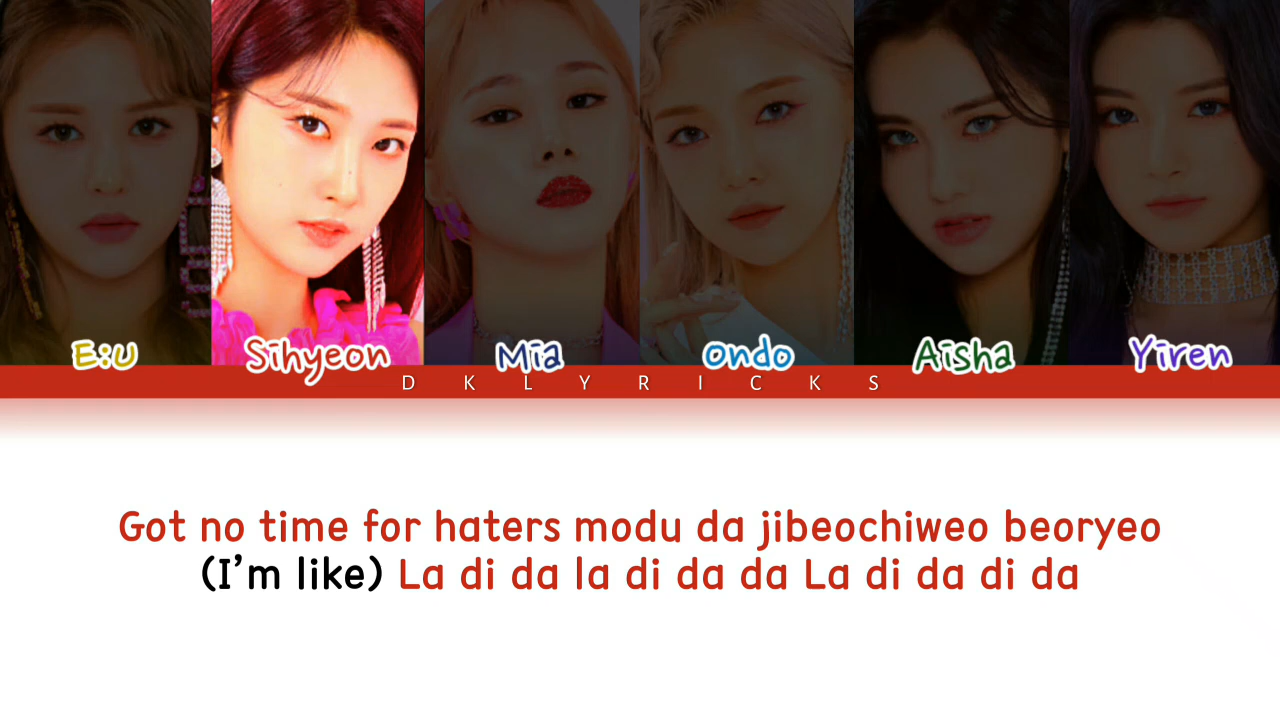 E:U Sihyeon Mia Ondo Aisha Yiren
DKLYRICKS
Got no time for haters modu da jibeochiweo beoryeo
(I'm like) La di da la di da da La di da di da